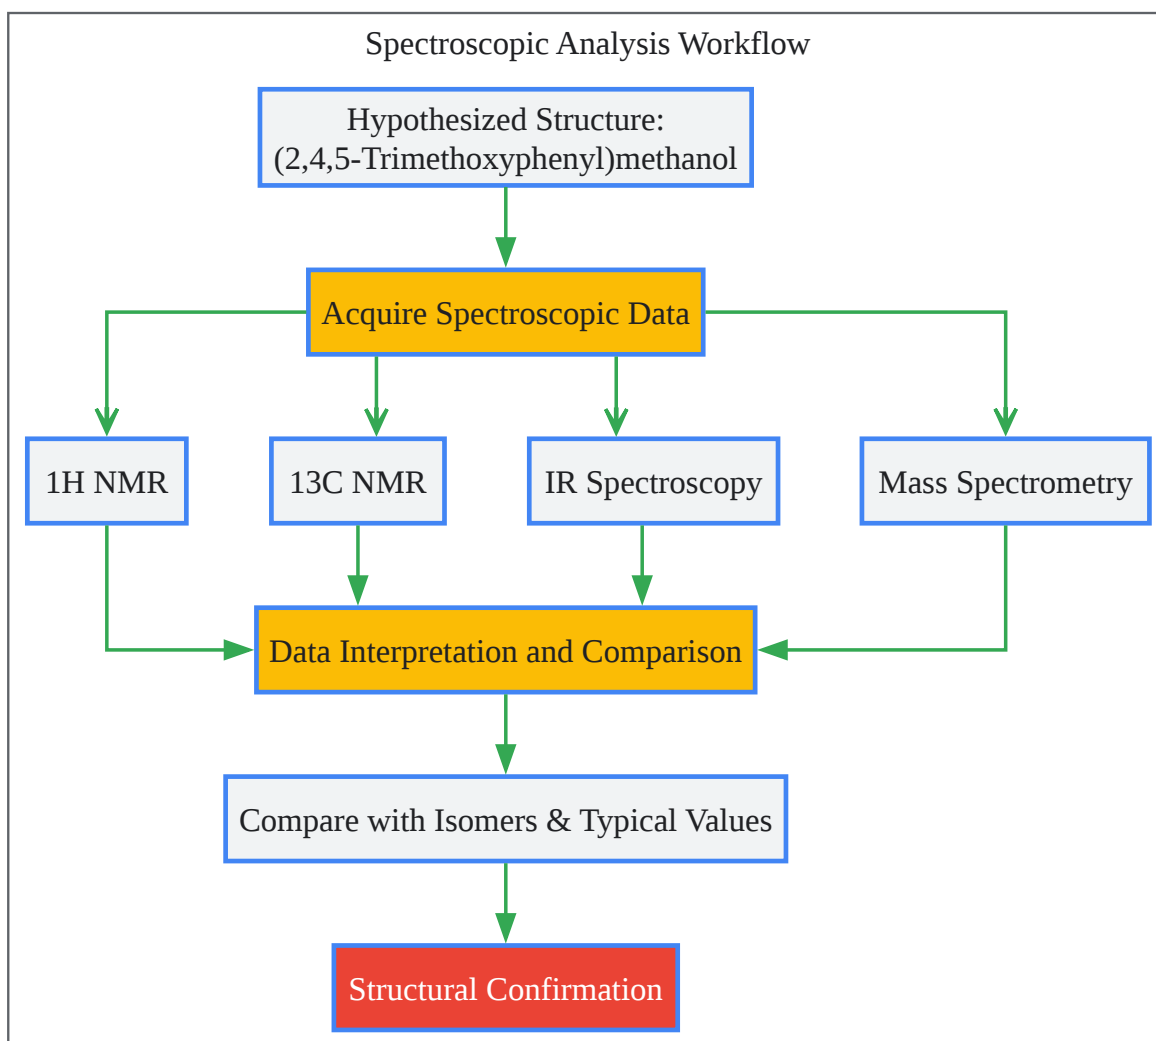 Spectroscopic Analysis Workflow
Hypothesized Structure:
(2,4,5-Trimethoxyphenyl)methanol
Acquire Spectroscopic Data
1H NMR
13C NMR
IR Spectroscopy
Mass Spectrometry
Data Interpretation and Comparison
Compare with Isomers & Typical Values
Structural Confirmation